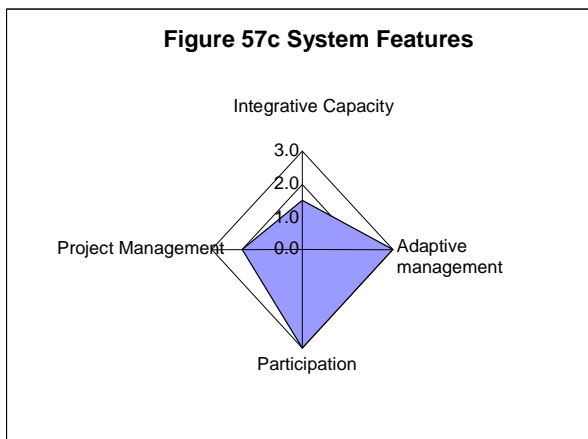 Figure 57c System Features
Integrative Capacity
3.0
2.0
1.0
0.0
Project Management
Adaptive
management
Participation